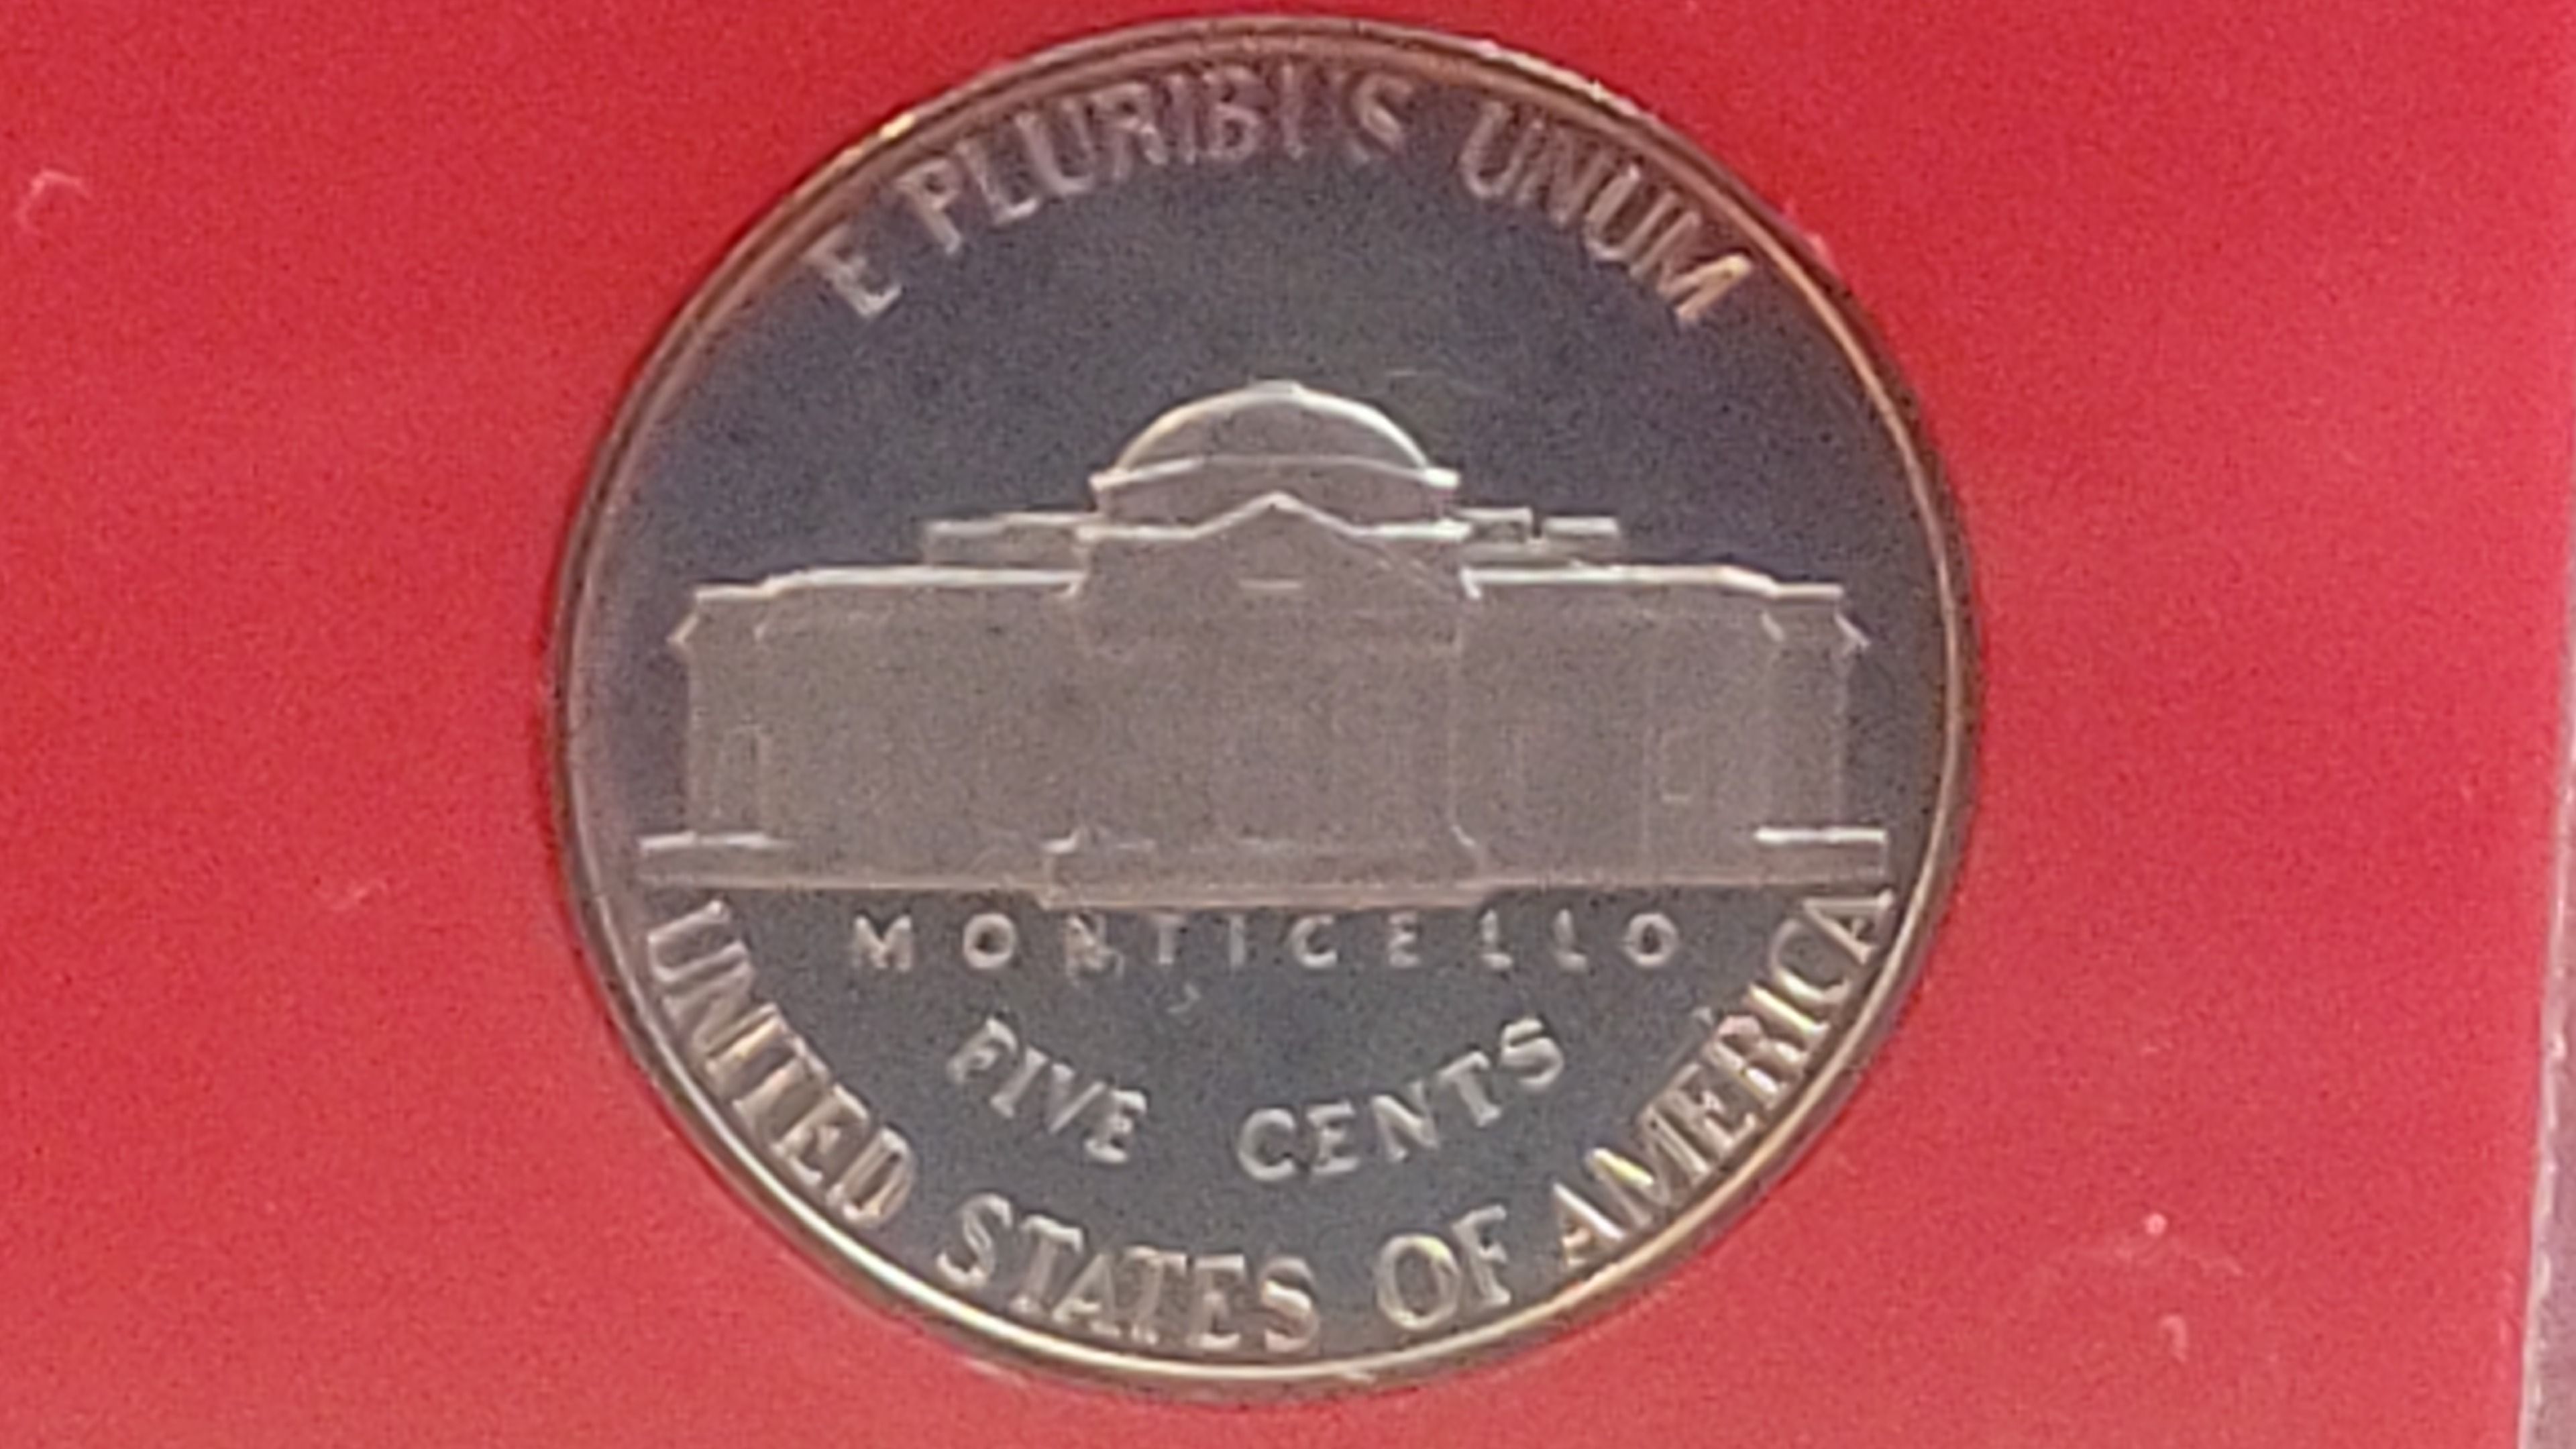 E PLURIBUS UNUM
MONTICELLO
FIVE CENTS
UNITED STATES OF AMERICA